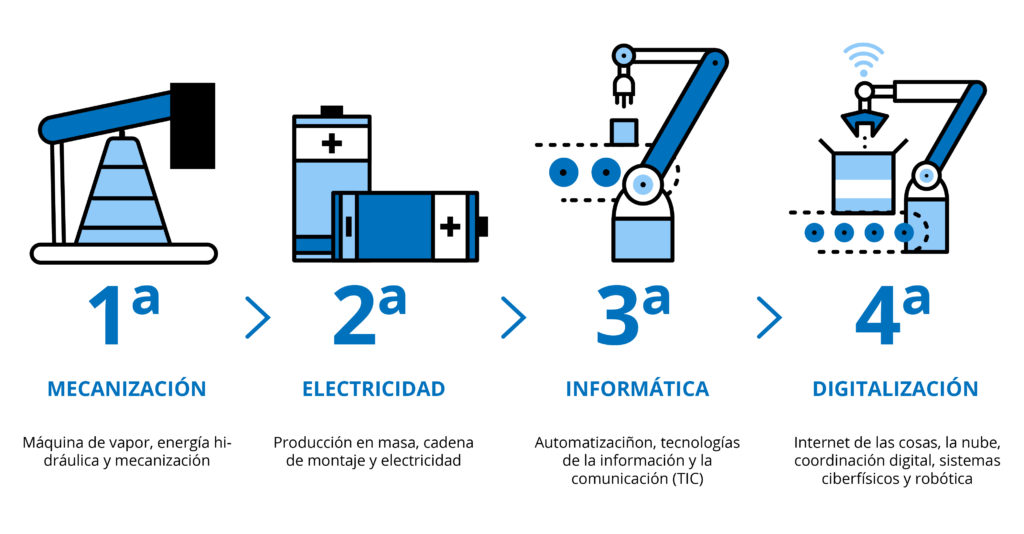 1ª
2ª
3ª
4ª
MECANIZACIÓN
ELECTRICIDAD
INFORMÁTICA
DIGITALIZACIÓN
Máquina de vapor, energía hi-
dráulica y mecanización
Producción en masa, cadena
de montaje y electricidad
Automatizaciñon, tecnologías
de la información y la
comunicación (TIC)
Internet de las cosas, la nube,
coordinación digital, sistemas
ciberfísicos y robótica